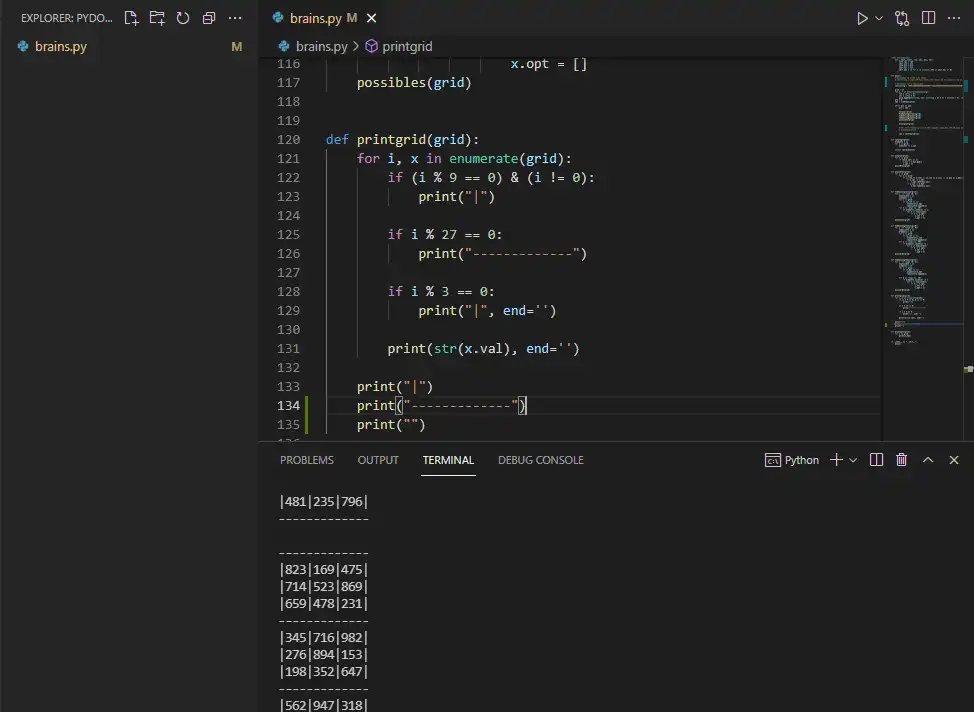 EXPLORER: PYDO...
brains.py M
brains.py M
brains.py > printgrid
116 x.opt = []
117 possibles(grid)
118
119
120 def printgrid(grid):
121 for i, x in enumerate(grid):
122 if (i % 9 == 0) & (i != 0):
123 print("|")
124
125 if i % 27 == 0:
126 print("-------------")
127
128 if i % 3 == 0:
129 print("|", end='')
130
131 print(str(x.val), end='')
132
133 print("|")
134 print("-------------")
135 print("")
PROBLEMS OUTPUT TERMINAL DEBUG CONSOLE Python
|481|235|796|
-------------
-------------
|823|169|475|
|714|523|869|
|659|478|231|
-------------
|345|716|982|
|276|894|153|
|198|352|647|
-------------
|562|947|318|